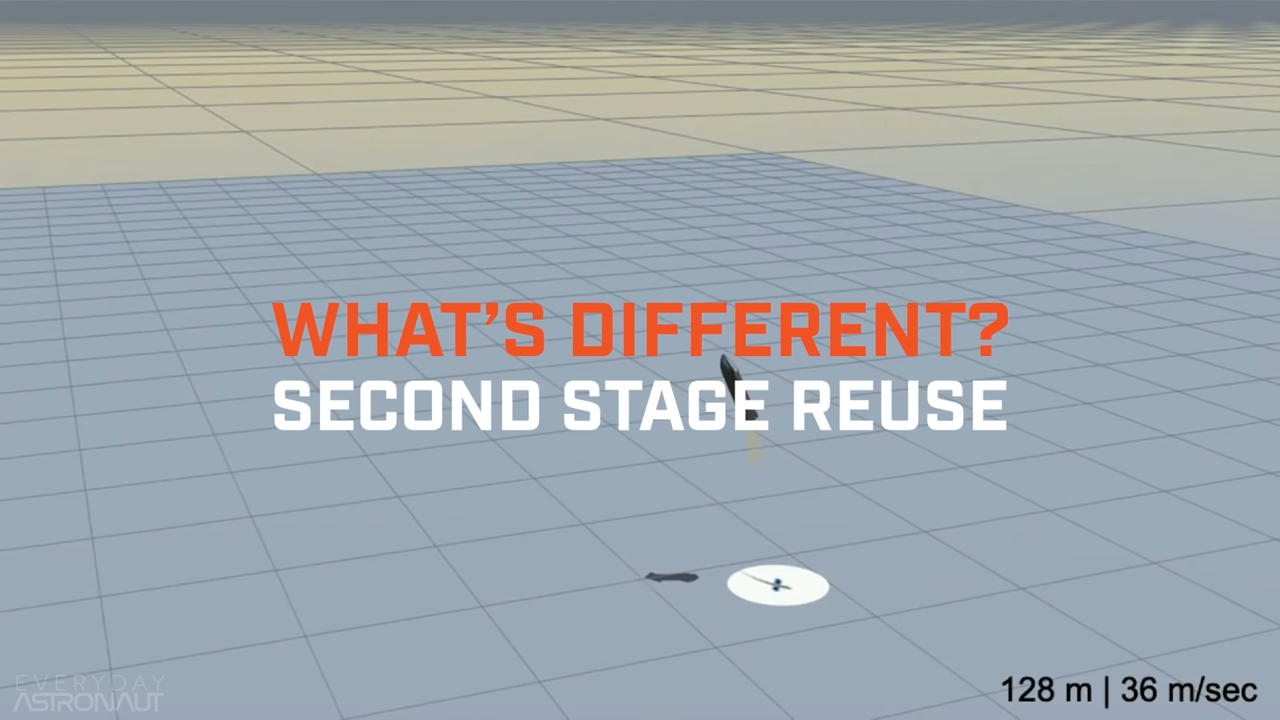 WHAT'S DIFFERENT?
SECOND STAGE REUSE
EVERYDAY
ASTRONAUT
128 m | 36 m/sec